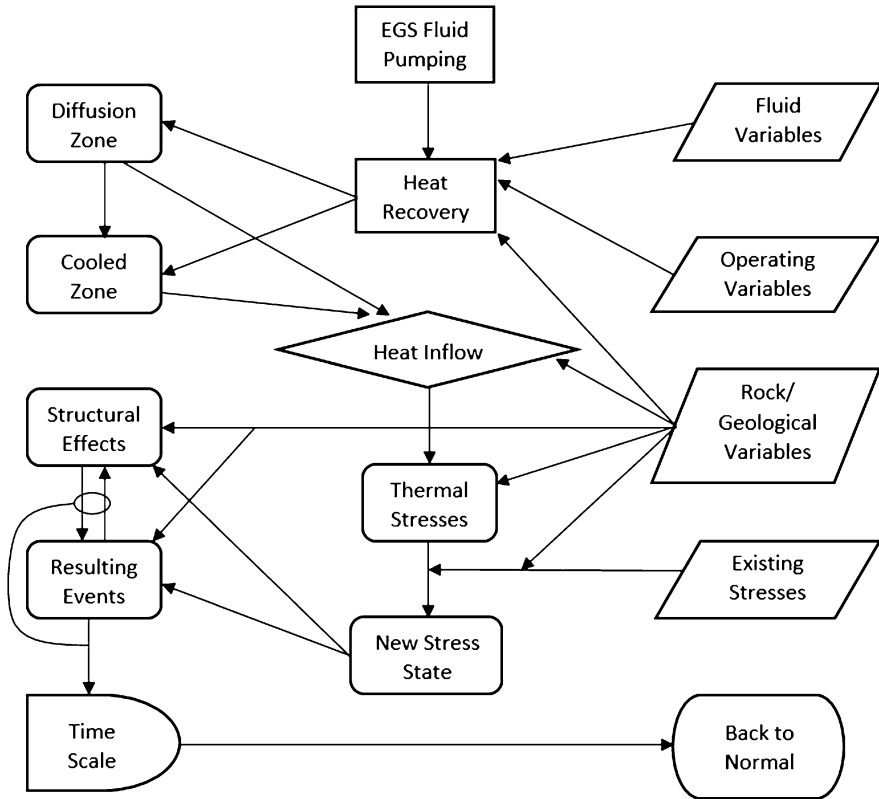 EGS Fluid
Pumping
Diffusion
Zone
Fluid
Variables
Heat
Recovery
Cooled
Zone
Operating
Variables
Heat Inflow
Structural
Effects
Rock/
Geological
Variables
Thermal
Stresses
Resulting
Events
Existing
Stresses
New Stress
State
Time
Scale
Back to
Normal